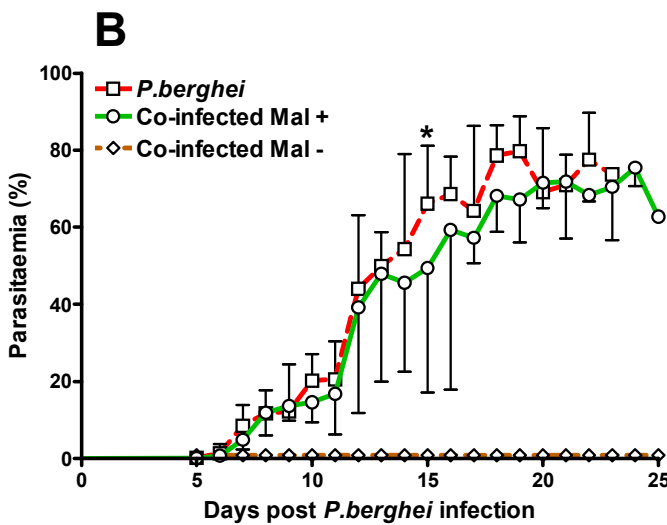 B
100
80
60
40
20
0
Parasitaemia (%)
P.berghei
Co-infected Mal +
Co-infected Mal -
*
0 5 10 15 20 25
Days post P.berghei infection